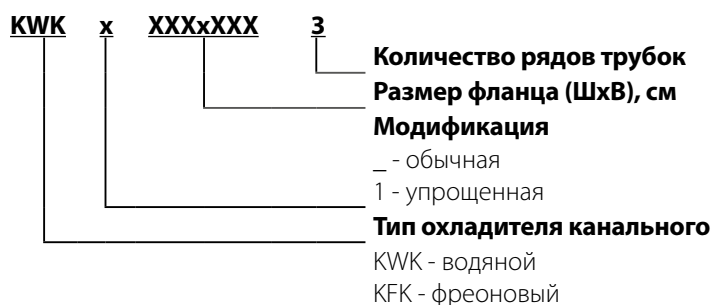 KWK x XXXxXXX 3
Количество рядов трубок
Размер фланца (ШхВ), см
Модификация
_ - обычная
1 - упрощенная
Тип охладителя канального
KWK - водяной
KFK - фреоновый